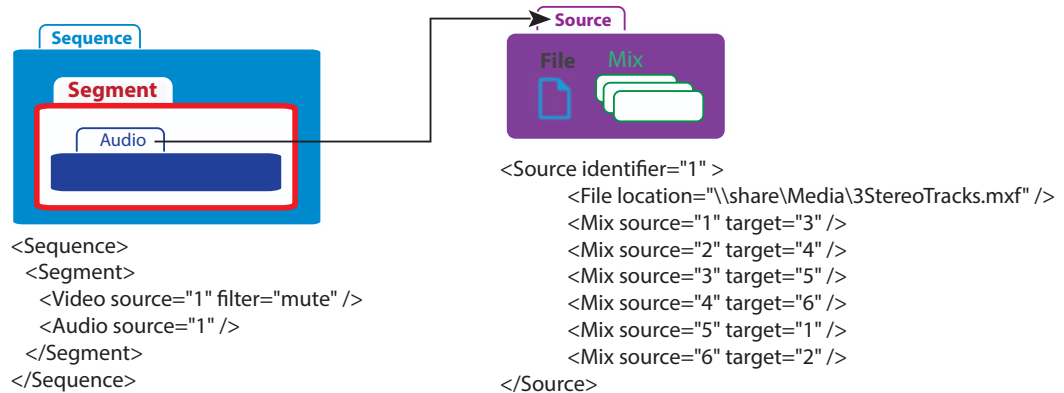 Sequence
Segment
Audio
<Sequence>
<Segment>
<Video source="1" filter="mute" />
<Audio source="1" />
</Segment>
</Sequence>
Source
File Mix
<Source identifier="1" >
<File location="\\share\Media\3StereoTracks.mxf" />
<Mix source="1" target="3" />
<Mix source="2" target="4" />
<Mix source="3" target="5" />
<Mix source="4" target="6" />
<Mix source="5" target="1" />
<Mix source="6" target="2" />
</Source>